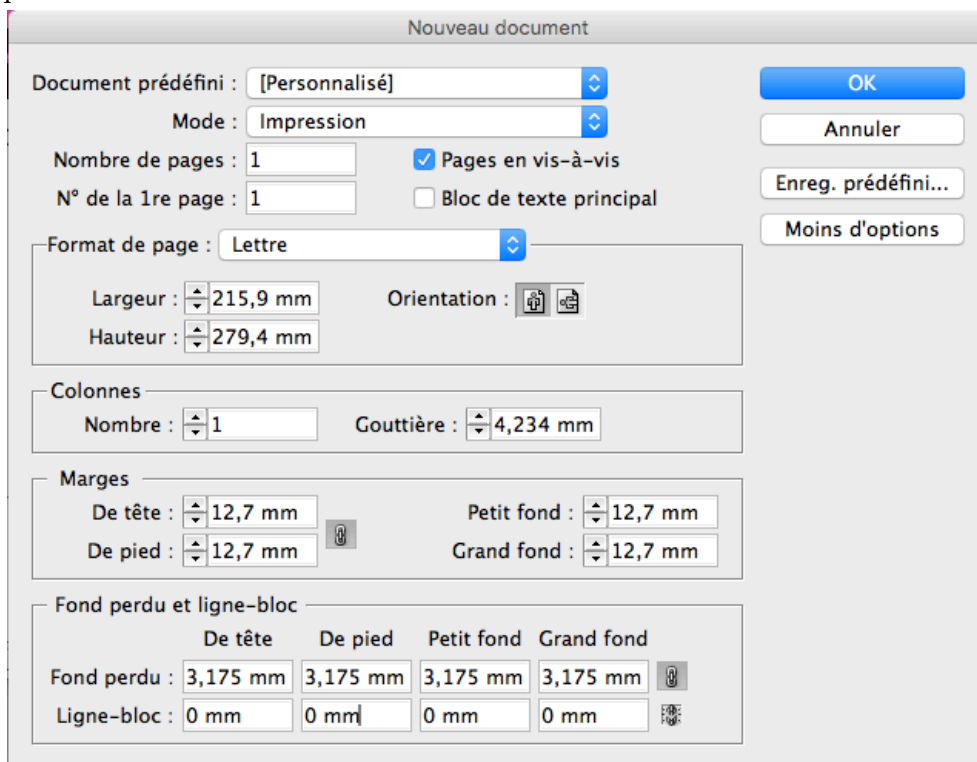 Nouveau document
Document prédéfini : [Personnalisé]
OK
Mode : Impression
Annuler
Nombre de pages : 1
Pages en vis-à-vis
Enreg. prédéfini...
N° de la 1re page : 1
Bloc de texte principal
Moins d'options
Format de page : Lettre
Largeur : 215,9 mm
Orientation :
Hauteur : 279,4 mm
Colonnes
Nombre : 1
Gouttière : 4,234 mm
Marges
De tête : 12,7 mm
Petit fond : 12,7 mm
De pied : 12,7 mm
Grand fond : 12,7 mm
Fond perdu et ligne-bloc
De tête De pied Petit fond Grand fond
Fond perdu : 3,175 mm 3,175 mm 3,175 mm 3,175 mm
Ligne-bloc : 0 mm 0 mm 0 mm 0 mm